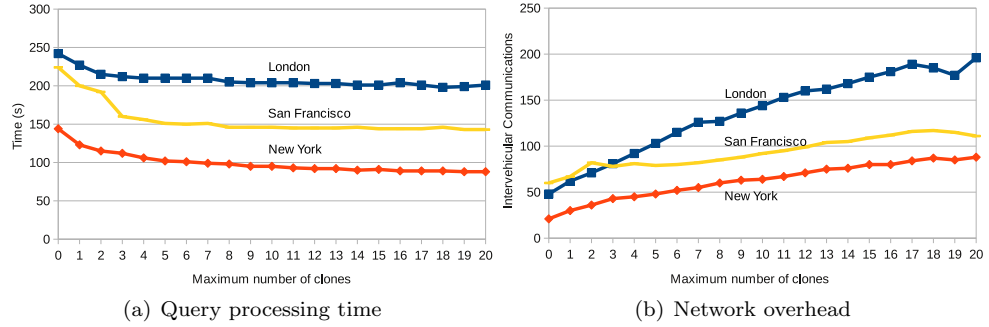 300
250
200
150
100
50
0
Time (s)
London
San Francisco
New York
0 1 2 3 4 5 6 7 8 9 10 11 12 13 14 15 16 17 18 19 20
Maximum number of clones
(a) Query processing time
250
200
150
100
50
0
Intervehicular Communications
London
San Francisco
New York
0 1 2 3 4 5 6 7 8 9 10 11 12 13 14 15 16 17 18 19 20
Maximum number of clones
(b) Network overhead